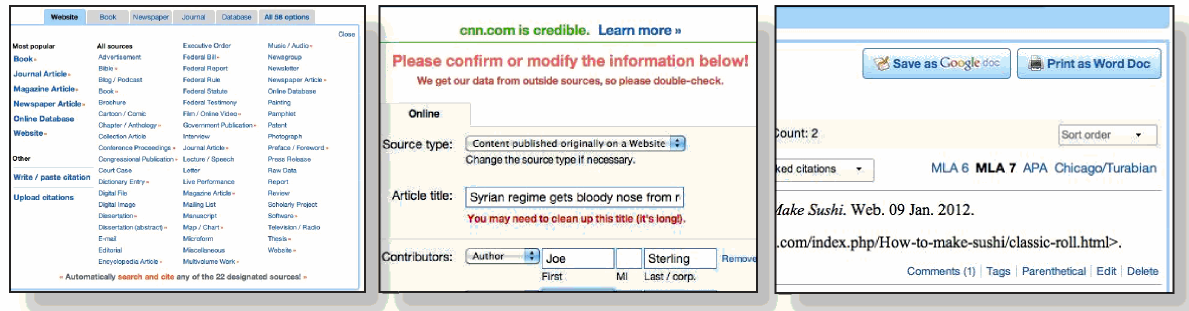 Website Book Newspaper Journal Database All 58 options
Close
Most popular
Book»
Journal Article»
Magazine Article»
Newspaper Article»
Online Database
Website»
Other
Write / paste citation
Upload citations
All sources
Advertisement
Bible»
Blog / Podcast
Book»
Brochure
Cartoon / Comic
Chapter / Anthology»
Collection Article
Conference Proceedings»
Congressional Publication»
Court Case
Dictionary Entry»
Digital File
Digital Image
Dissertation»
Dissertation (abstract)»
E-mail
Editorial
Encyclopedia Article»
Executive Order
Federal Bill»
Federal Report
Federal Rule
Federal Statute
Federal Testimony
Film / Online Video»
Government Publication»
Interview
Journal Article»
Lecture / Speech
Letter
Live Performance
Magazine Article»
Mailing List
Manuscript
Map / Chart»
Microform
Miscellaneous
Multivolume Work»
Music / Audio»
Newsgroup
Newsletter
Newspaper Article»
Online Database
Painting
Pamphlet
Patent
Photograph
Preface / Foreword»
Press Release
Raw Data
Report
Review
Scholarly Project
Software»
Television / Radio
Thesis»
Website»
» Automatically search and cite any of the 22 designated sources! »
cnn.com is credible. Learn more »
Please confirm or modify the information below!
We get our data from outside sources, so please double-check.
Online
Source type: Content published originally on a Website
Change the source type if necessary.
Article title: Syrian regime gets bloody nose from r
You may need to clean up this title (it's long!).
Contributors: Author Joe Sterling Remove
First MI Last / corp.
Save as Google doc Print as Word Doc
Count: 2 Sort order
ked citations MLA 6 MLA 7 APA Chicago/Turabian
Make Sushi. Web. 09 Jan. 2012.
.com/index.php/How-to-make-sushi/classic-roll.html>.
Comments (1) Tags Parenthetical Edit Delete